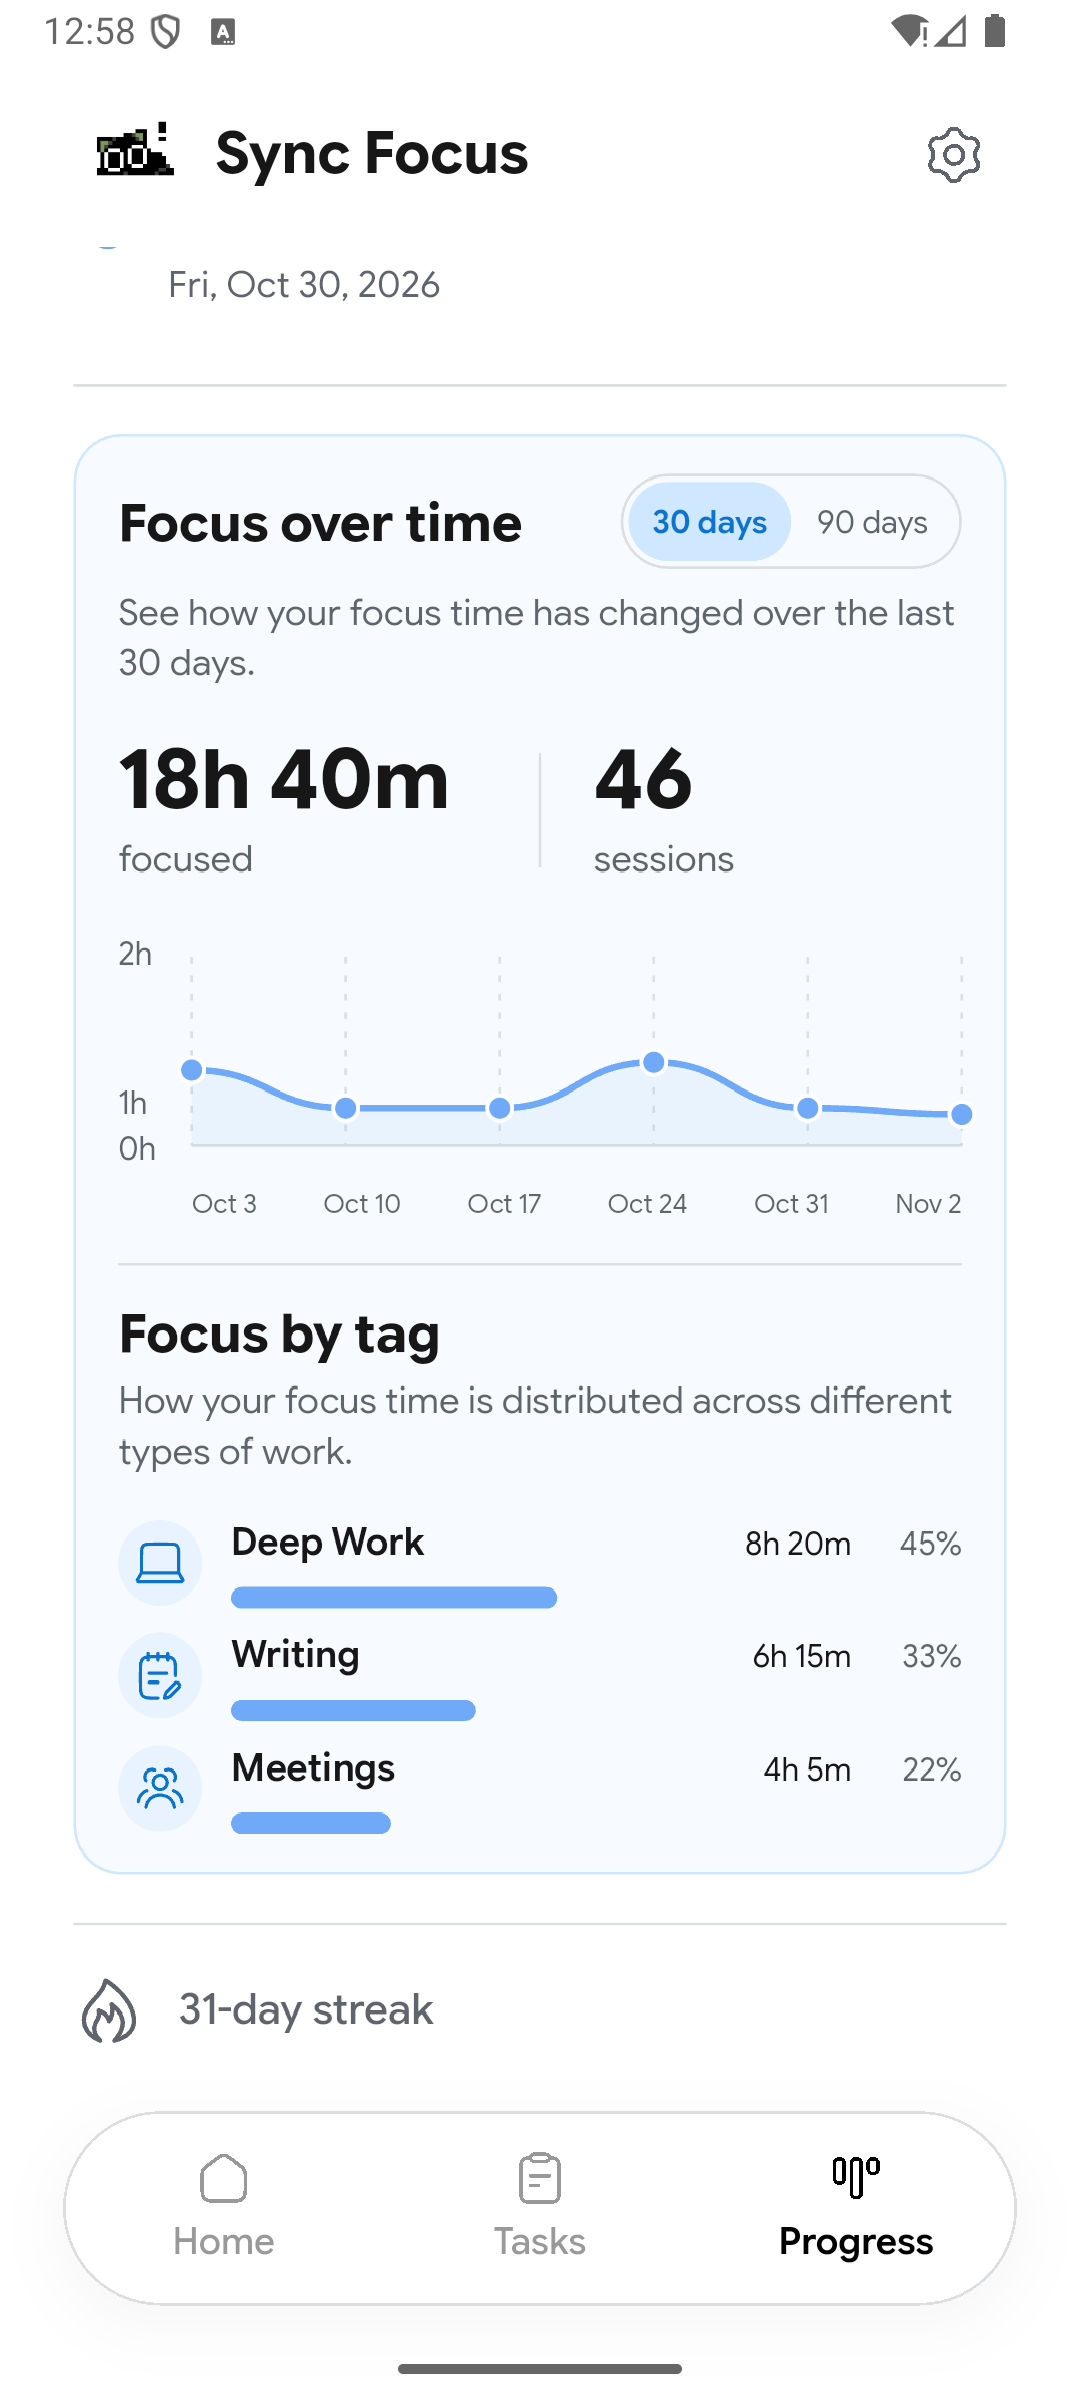 12:58
Sync Focus
Fri, Oct 30, 2026
Focus over time
30 days
90 days
See how your focus time has changed over the last
30 days.
18h 40m
46
focused
sessions
2h
1h
0h
Oct 3
Oct 10
Oct 17
Oct 24
Oct 31
Nov 2
Focus by tag
How your focus time is distributed across different
types of work.
Deep Work 8h 20m 45%
Writing 6h 15m 33%
Meetings 4h 5m 22%
31-day streak
Home
Tasks
Progress